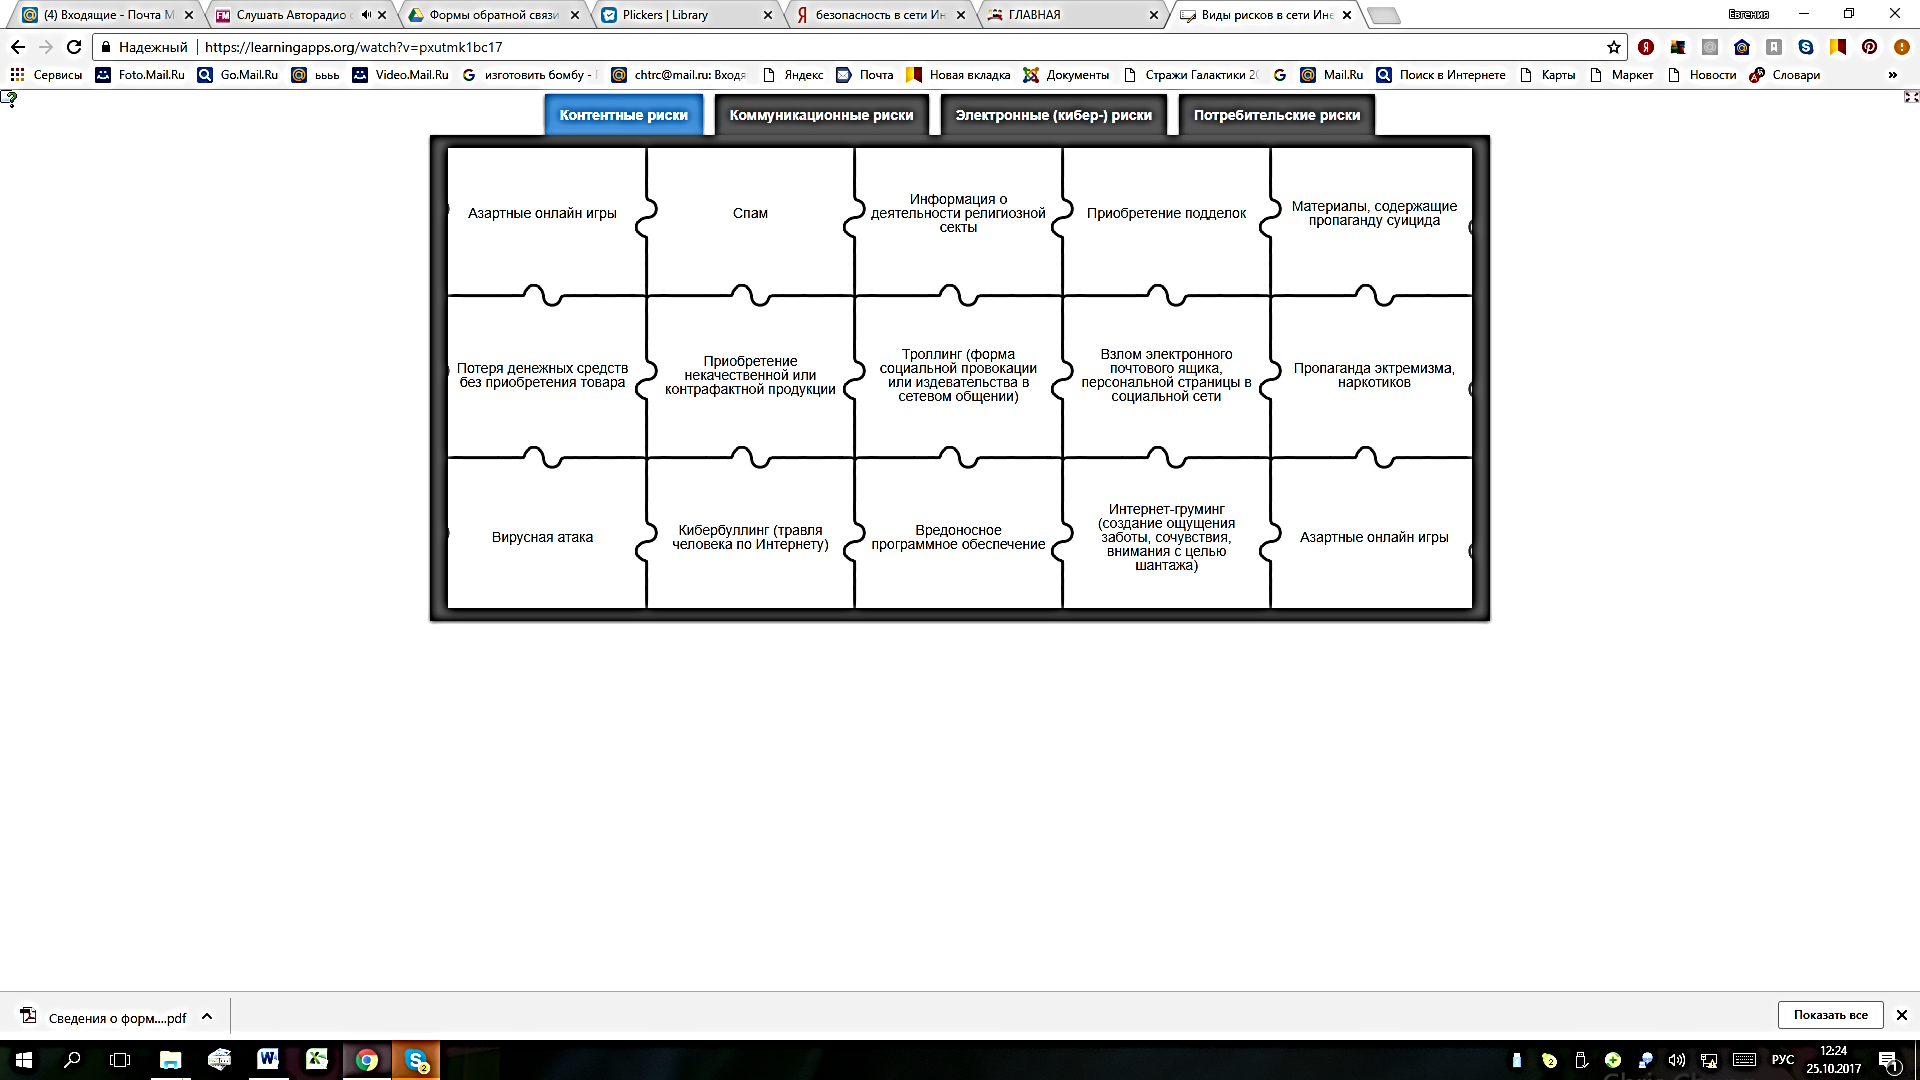 (4) Входящие - Почта М
Слушать Авторадио
Формы обратной связи
Plickers | Library
безопасность в сети Ин
ГЛАВНАЯ
Виды рисков в сети Ине
Евгения
Надежный
https://learningapps.org/watch?v=pxutmk1bc17
Сервисы
Foto.Mail.Ru
Go.Mail.Ru
ьььь
Video.Mail.Ru
изготовить бомбу -
chtrc@mail.ru: Входя
Яндекс
Почта
Новая вкладка
Документы
Стражи Галактики 20
Mail.Ru
Поиск в Интернете
Карты
Маркет
Новости
Словари
»
Контентные риски
Коммуникационные риски
Электронные (кибер-) риски
Потребительские риски
Азартные онлайн игры
Спам
Информация о
деятельности религиозной
секты
Приобретение подделок
Материалы, содержащие
пропаганду суицида
Потеря денежных средств
без приобретения товара
Приобретение
некачественной или
контрафактной продукции
Троллинг (форма
социальной провокации
или издевательства в
сетевом общении)
Взлом электронного
почтового ящика,
персональной страницы в
социальной сети
Пропаганда эктремизма,
наркотиков
Вирусная атака
Кибербуллинг (травля
человека по Интернету)
Вредоносное
программное обеспечение
Интернет-груминг
(создание ощущения
заботы, сочувствия,
внимания с целью
шантажа)
Азартные онлайн игры
Сведения о форм....pdf
Показать все
РУС
12:24
25.10.2017